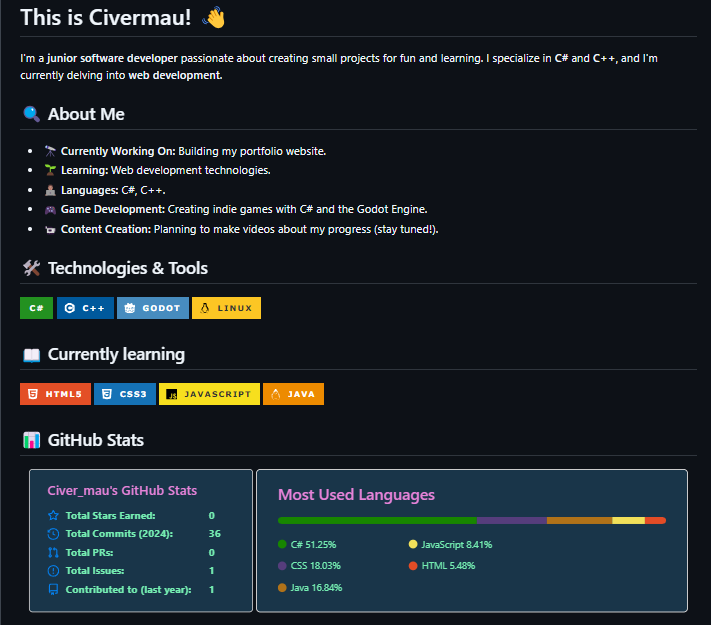 This is Civermau! 👋
I'm a junior software developer passionate about creating small projects for fun and learning. I specialize in C# and C++, and I'm
currently delving into web development.
🔍 About Me
🔭 Currently Working On: Building my portfolio website.
🌱 Learning: Web development technologies.
👨‍💻 Languages: C#, C++.
🎮 Game Development: Creating indie games with C# and the Godot Engine.
📹 Content Creation: Planning to make videos about my progress (stay tuned!).
🛠️ Technologies & Tools
C# C++ GODOT LINUX
📖 Currently learning
HTML5 CSS3 JS JAVASCRIPT JAVA
📊 GitHub Stats
Civer_mau's GitHub Stats
Total Stars Earned: 0
Total Commits (2024): 36
Total PRs: 0
Total Issues: 1
Contributed to (last year): 1
Most Used Languages
C# 51.25% JavaScript 8.41%
CSS 18.03% HTML 5.48%
Java 16.84%